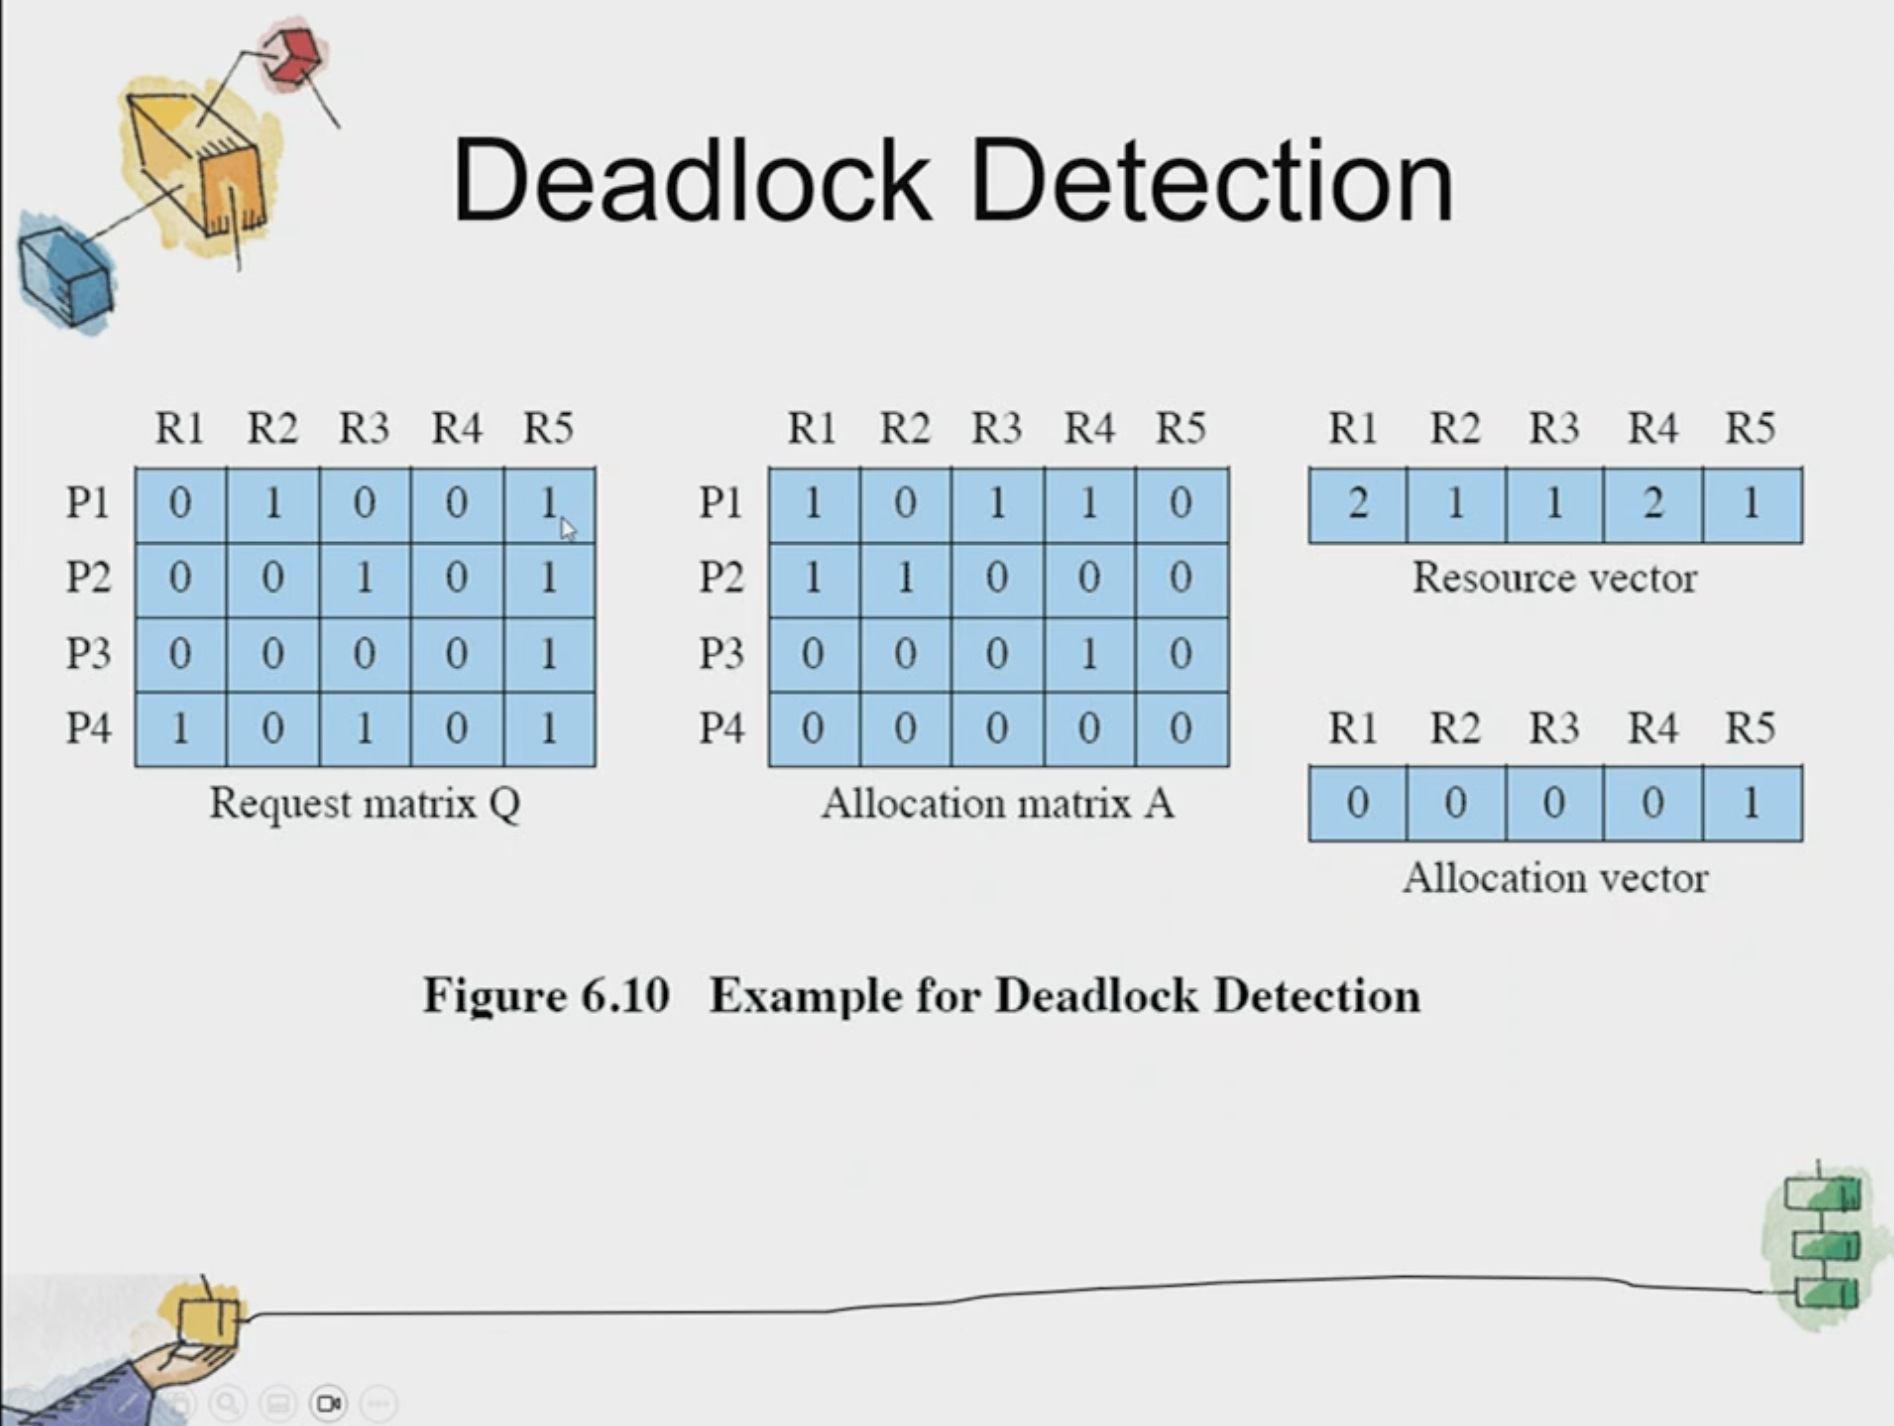 Deadlock Detection
R1 R2 R3 R4 R5
P1 0 1 0 0 1
P2 0 0 1 0 1
P3 0 0 0 0 1
P4 1 0 1 0 1
Request matrix Q
R1 R2 R3 R4 R5
P1 1 0 1 1 0
P2 1 1 0 0 0
P3 0 0 0 1 0
P4 0 0 0 0 0
Allocation matrix A
R1 R2 R3 R4 R5
2 1 1 2 1
Resource vector
R1 R2 R3 R4 R5
0 0 0 0 1
Allocation vector
Figure 6.10 Example for Deadlock Detection